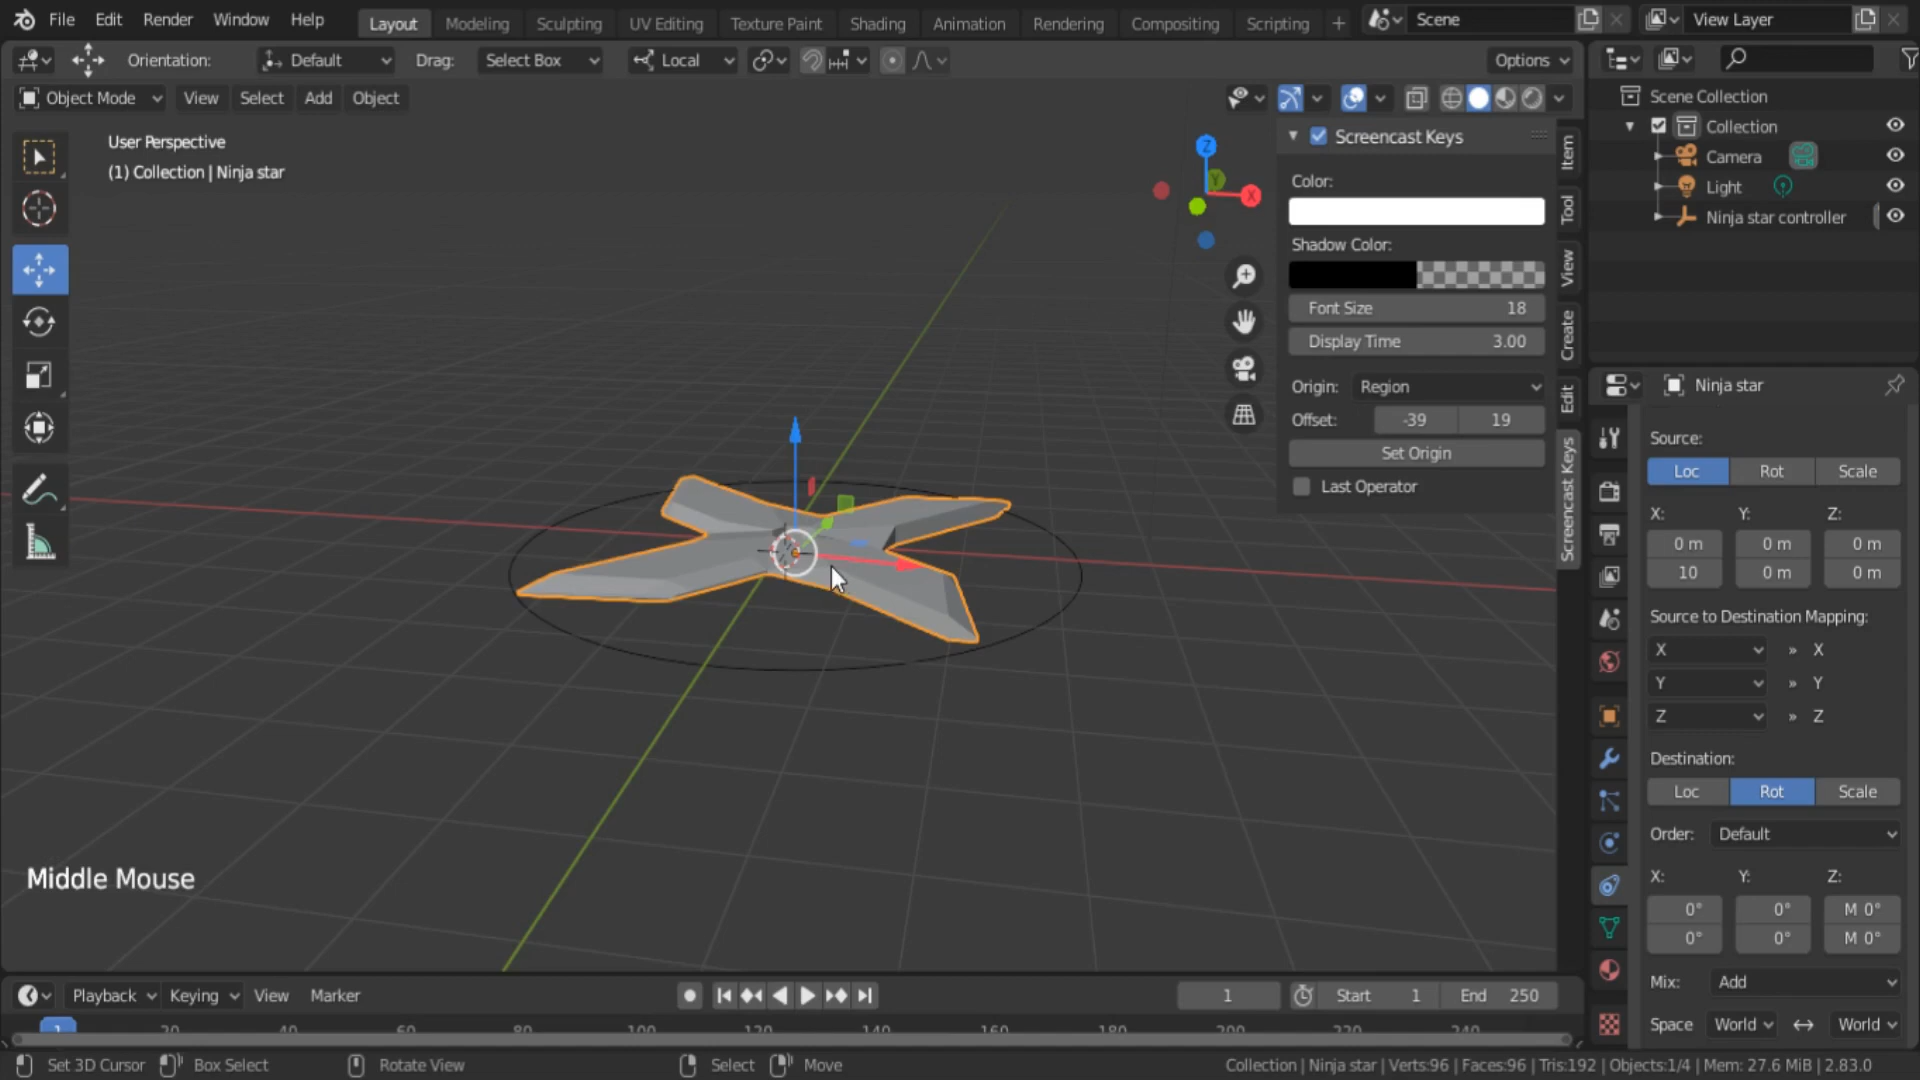 File Edit Render Window Help Layout Modeling Sculpting UV Editing Texture Paint Shading Animation Rendering Compositing Scripting + Scene View Layer
Orientation: Default Drag: Select Box Local Options
Object Mode View Select Add Object
User Perspective
(1) Collection | Ninja star
Z
Y
X
Screencast Keys
Color:
Shadow Color:
Font Size 18
Display Time 3.00
Origin: Region
Offset: -39 19
Set Origin
Last Operator
Item
Tool
View
Create
Edit
Screencast Keys
Scene Collection
Collection
Camera
Light
Ninja star controller
Ninja star
Source:
Loc Rot Scale
X: Y: Z:
0 m 0 m 0 m
10 0 m 0 m
Source to Destination Mapping:
X » X
Y » Y
Z » Z
Destination:
Loc Rot Scale
Order: Default
X: Y: Z:
0° 0° M 0°
0° 0° M 0°
Mix: Add
Space World World
Middle Mouse
Playback Keying View Marker 1 Start 1 End 250
1 20 40 60 80 100 120 140 160 180 200 220 240
Set 3D Cursor Box Select Rotate View Select Move Collection | Ninja star | Verts:96 | Faces:96 | Tris:192 | Objects:1/4 | Mem: 27.6 MiB | 2.83.0